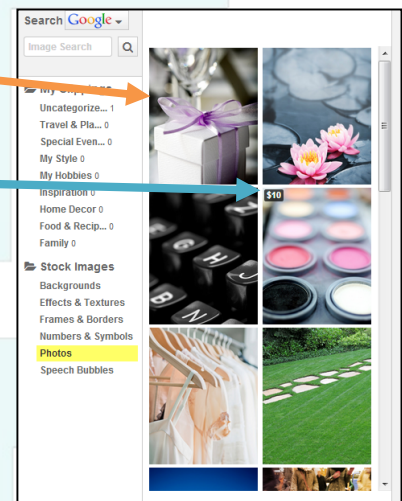 Search Google
Image Search
My Clippings
Uncategorize... 1
Travel & Pla... 0
Special Even... 0
My Style 0
My Hobbies 0
Inspiration 0
Home Decor 0
Food & Recip... 0
Family 0
Stock Images
Backgrounds
Effects & Textures
Frames & Borders
Numbers & Symbols
Photos
Speech Bubbles
$10
G H J
B N